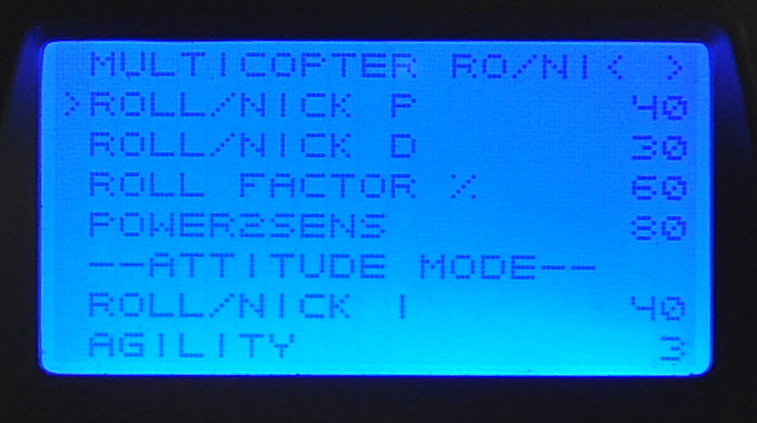 MULTICOPTER RO/NI< >
>ROLL/NICK P 40
ROLL/NICK D 30
ROLL FACTOR % 60
POWER2SENS 80
--ATTITUDE MODE--
ROLL/NICK I 40
AGILITY 3